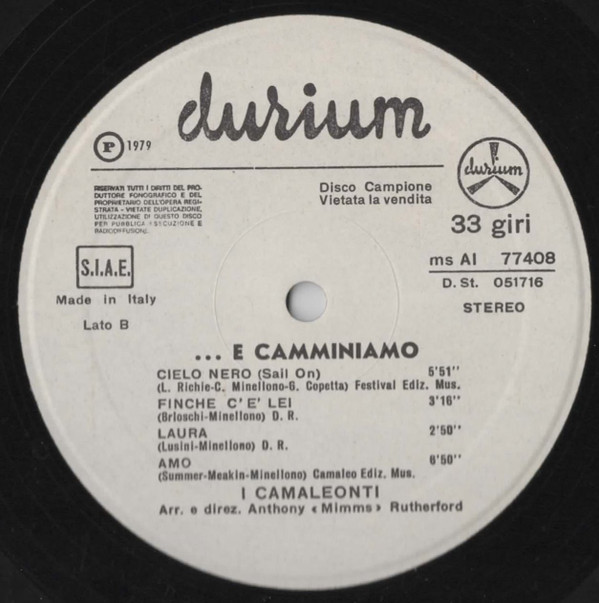 durium
P 1979
durium
RISERVATI TUTTI I DIRITTI DEL PRO-
DUTTORE FONOGRAFICO E DEL
PROPRIETARIO DELL'OPERA REGI-
STRATA - VIETATE DUPLICAZIONE,
UTILIZZAZIONE DI QUESTO DISCO
PER PUBBLICA ESECUZIONE E
RADIODIFFUSIONE.
Disco Campione
Vietata la vendita
33 giri
S.I.A.E.
ms AI 77408
D. St. 051716
Made in Italy
STEREO
Lato B
... E CAMMINIAMO
CIELO NERO (Sail On) 5'51''
(L. Richie-C. Minellono-G. Copetta) Festival Ediz. Mus.
FINCHE C'E' LEI 3'16''
(Brioschi-Minellono) D. R.
LAURA 2'50''
(Lusini-Minellono) D. R.
AMO 6'50''
(Summer-Meakin-Minellono) Camaleo Ediz. Mus.
I CAMALEONTI
Arr. e direz. Anthony «Mimms» Rutherford